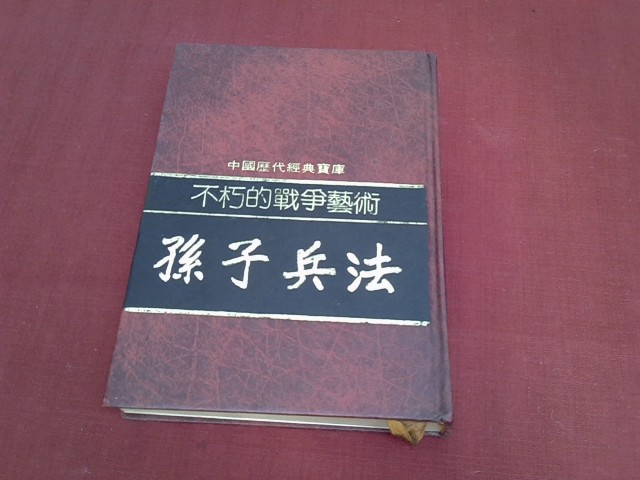 中國歷代經典寶庫
不朽的戰爭藝術
孫子兵法